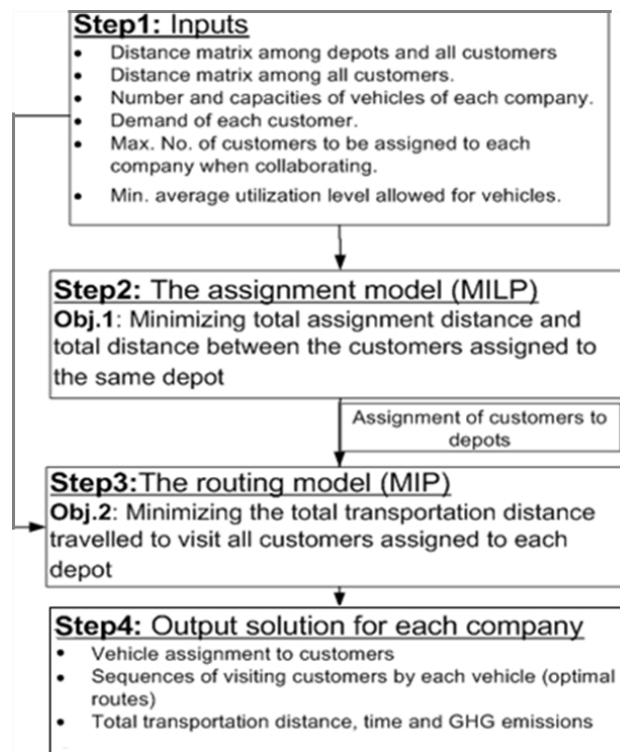 Step1: Inputs
• Distance matrix among depots and all customers
• Distance matrix among all customers.
• Number and capacities of vehicles of each company.
• Demand of each customer.
• Max. No. of customers to be assigned to each
company when collaborating.
• Min. average utilization level allowed for vehicles.
Step2: The assignment model (MILP)
Obj.1: Minimizing total assignment distance and
total distance between the customers assigned to
the same depot
Assignment of customers to
depots
Step3:The routing model (MIP)
Obj.2: Minimizing the total transportation distance
travelled to visit all customers assigned to each
depot
Step4: Output solution for each company
• Vehicle assignment to customers
• Sequences of visiting customers by each vehicle (optimal
routes)
• Total transportation distance, time and GHG emissions